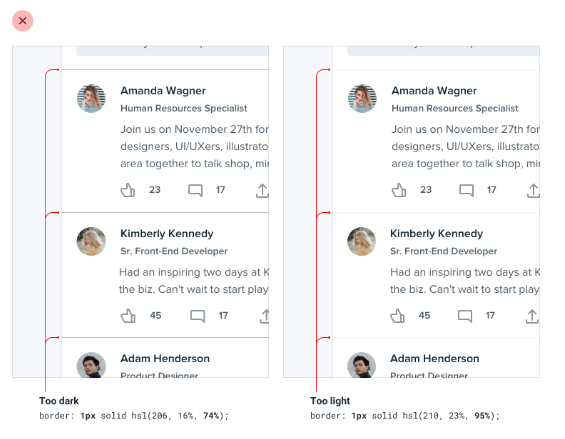 Amanda Wagner
Human Resources Specialist
Join us on November 27th for
designers, UI/UXers, illustrato
area together to talk shop, mi
23 17
Kimberly Kennedy
Sr. Front-End Developer
Had an inspiring two days at K
the biz. Can't wait to start play
45 17
Adam Henderson
Product Designer
Too dark
border: 1px solid hsl(206, 16%, 74%);
Amanda Wagner
Human Resources Specialist
Join us on November 27th for
designers, UI/UXers, illustrato
area together to talk shop, mi
23 17
Kimberly Kennedy
Sr. Front-End Developer
Had an inspiring two days at K
the biz. Can't wait to start play
45 17
Adam Henderson
Product Designer
Too light
border: 1px solid hsl(210, 23%, 95%);